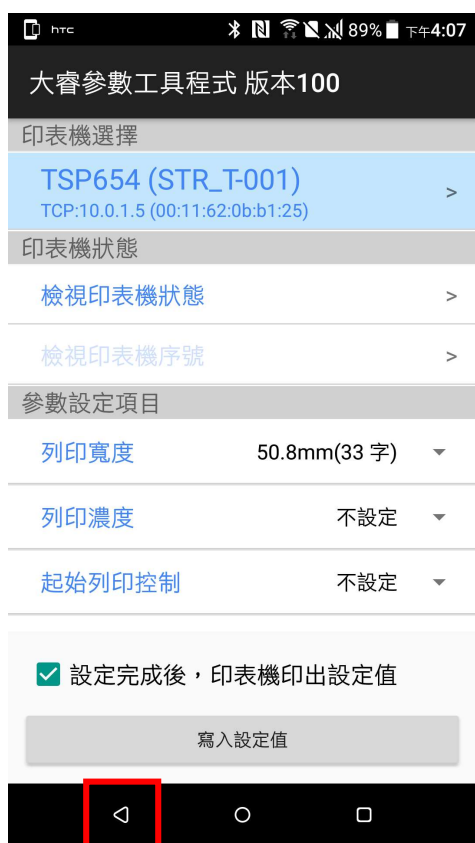 hTC 89% 下午4:07
大睿參數工具程式 版本100
印表機選擇
TSP654 (STR_T-001) >
TCP:10.0.1.5 (00:11:62:0b:b1:25)
印表機狀態
檢視印表機狀態 >
檢視印表機序號 >
參數設定項目
列印寬度 50.8mm(33 字)
列印濃度 不設定
起始列印控制 不設定
設定完成後，印表機印出設定值
寫入設定值